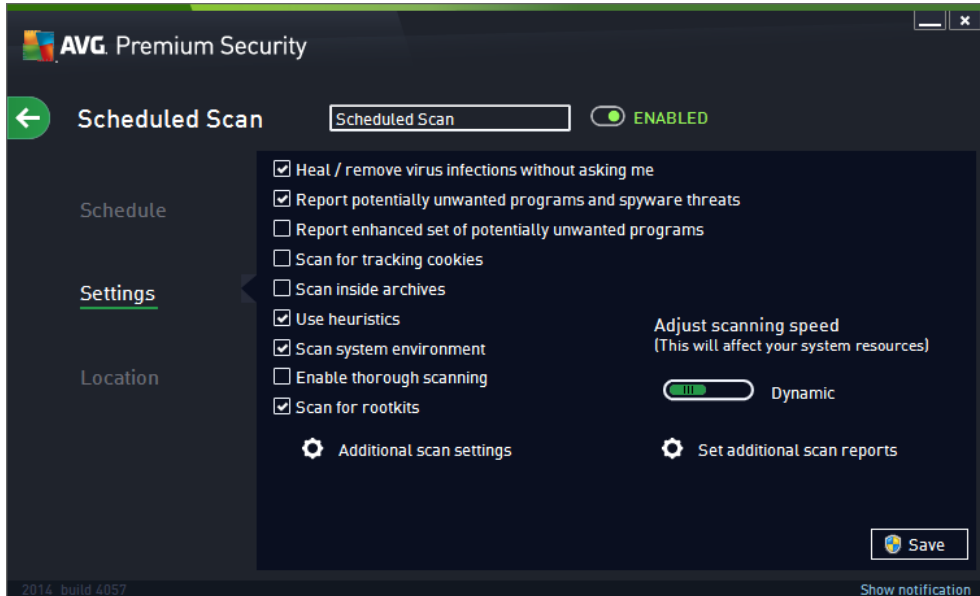 AVG. Premium Security
Scheduled Scan
Scheduled Scan
ENABLED
Schedule
Settings
Location
Heal / remove virus infections without asking me
Report potentially unwanted programs and spyware threats
Report enhanced set of potentially unwanted programs
Scan for tracking cookies
Scan inside archives
Use heuristics
Scan system environment
Enable thorough scanning
Scan for rootkits
Adjust scanning speed
(This will affect your system resources)
Dynamic
Additional scan settings
Set additional scan reports
Save
2014 build 4057
Show notification